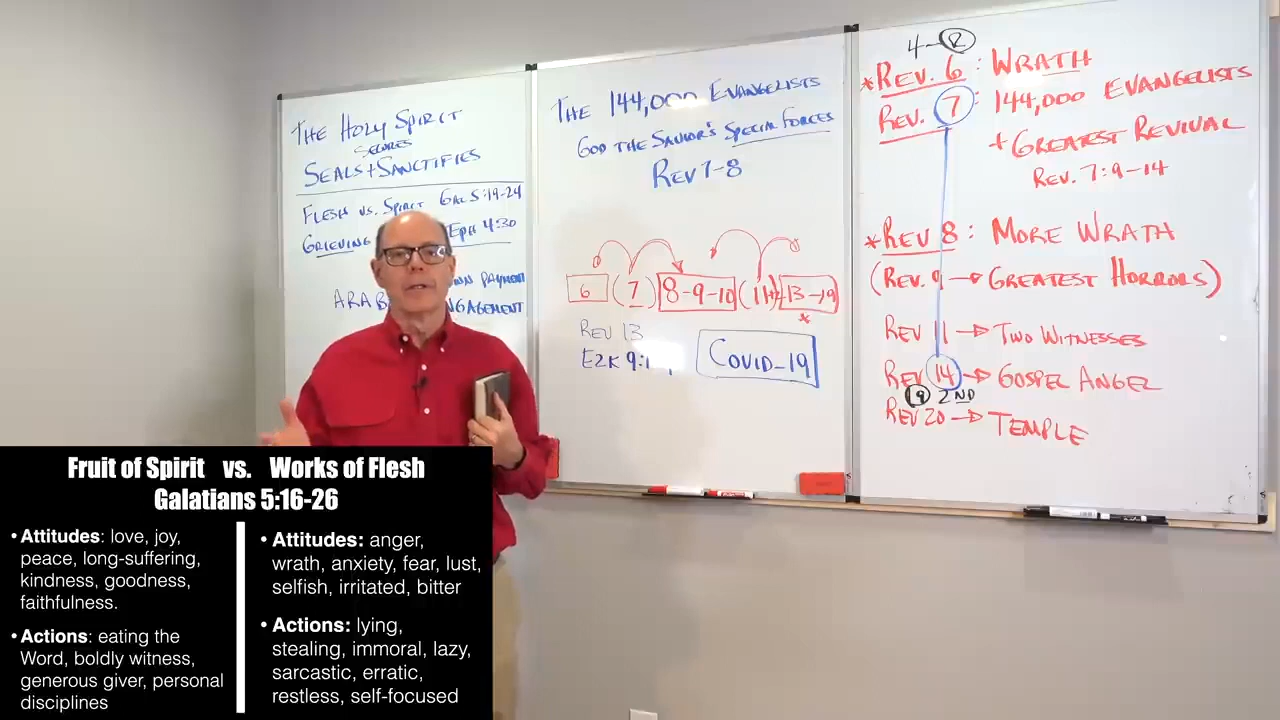 THE HOLY SPIRIT
SECURES
SEALS+SANCTIFIES
FLESH vs. SPIRIT GAL 5:19-24
GRIEVING EPH 4:30
PAYMENT
ARAB
THE 144,000 EVANGELISTS
GOD THE SAVIOR'S SPECIAL FORCES
REV 7-8
6 (7) 8-9-10 (11+ 13-19
*
REV 13
EZK 9:
COVID-19
4-R
*REV. 6: WRATH
REV. 7: 144,000 EVANGELISTS
+GREATEST REVIVAL
REV. 7:9-14
*REV 8: MORE WRATH
(REV. 9 → GREATEST HORRORS)
REV 11 → TWO WITNESSES
REV 14 → GOSPEL ANGEL
19 2ND
REV 20 → TEMPLE
Fruit of Spirit vs. Works of Flesh
Galatians 5:16-26
• Attitudes: love, joy,
peace, long-suffering,
kindness, goodness,
faithfulness.
• Actions: eating the
Word, boldly witness,
generous giver, personal
disciplines
• Attitudes: anger,
wrath, anxiety, fear, lust,
selfish, irritated, bitter
• Actions: lying,
stealing, immoral, lazy,
sarcastic, erratic,
restless, self-focused